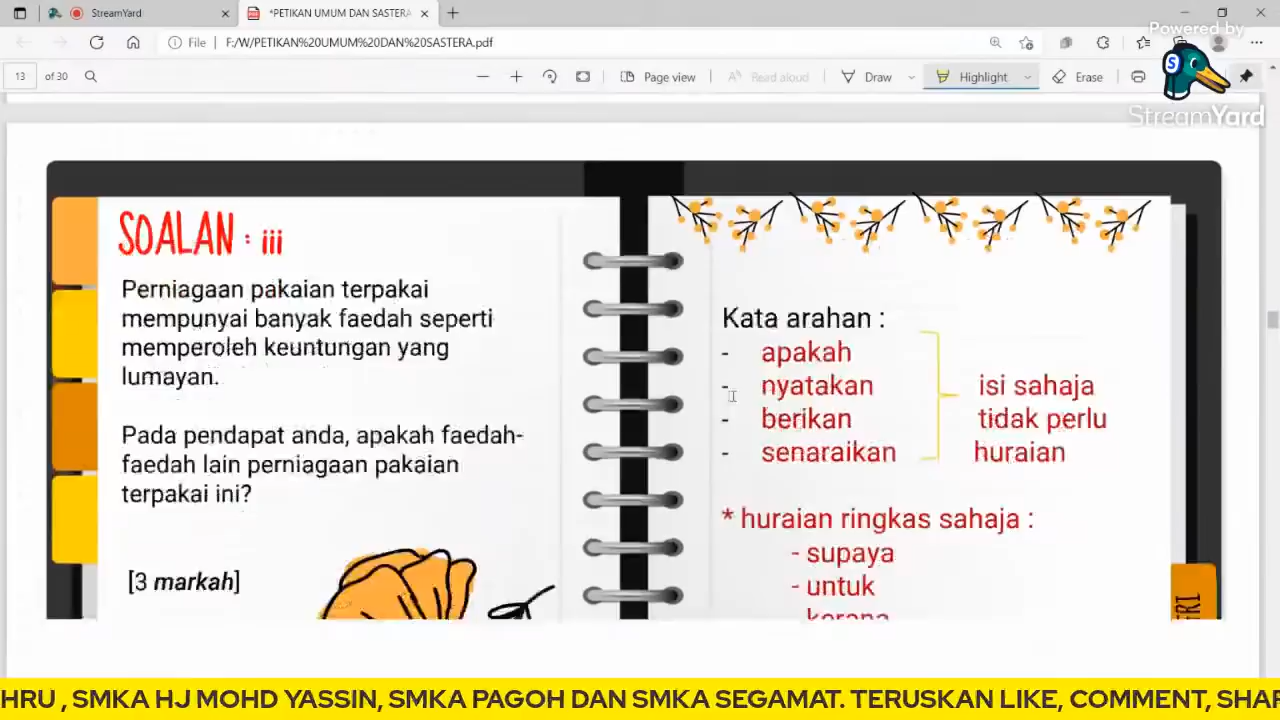 StreamYard
*PETIKAN UMUM DAN SASTERA
File
F:/W/PETIKAN%20UMUM%20DAN%20SASTERA.pdf
Powered by
StreamYard
13 of 30
Page view
Read aloud
Draw
Highlight
Erase
SOALAN : iii
Perniagaan pakaian terpakai
mempunyai banyak faedah seperti
memperoleh keuntungan yang
lumayan.
Pada pendapat anda, apakah faedah-
faedah lain perniagaan pakaian
terpakai ini?
[3 markah]
Kata arahan :
- apakah
- nyatakan
- berikan
- senaraikan
isi sahaja
tidak perlu
huraian
* huraian ringkas sahaja :
- supaya
- untuk
- kerana
HRU , SMKA HJ MOHD YASSIN, SMKA PAGOH DAN SMKA SEGAMAT. TERUSKAN LIKE, COMMENT, SHAR